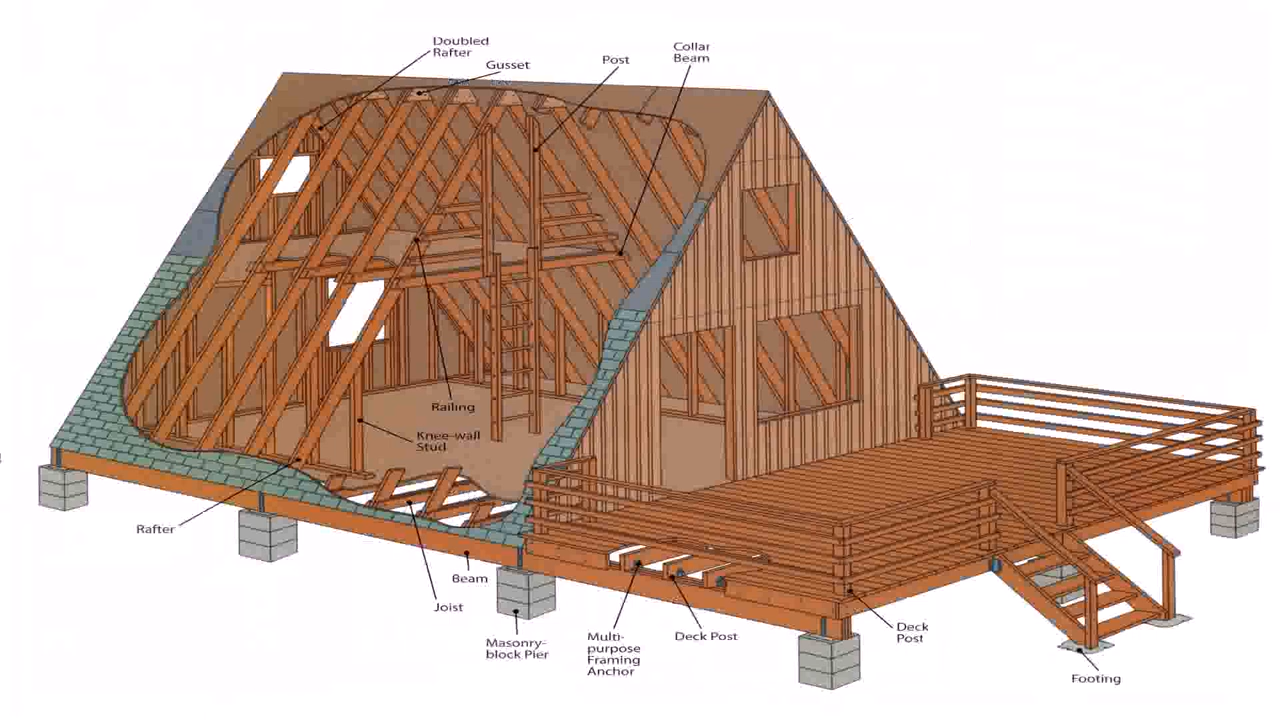 Doubled
Rafter
Gusset
Post
Collar
Beam
Railing
Knee-wall
Stud
Rafter
Beam
Joist
Masonry-
block Pier
Multi-
purpose
Framing
Anchor
Deck Post
Deck
Post
Footing